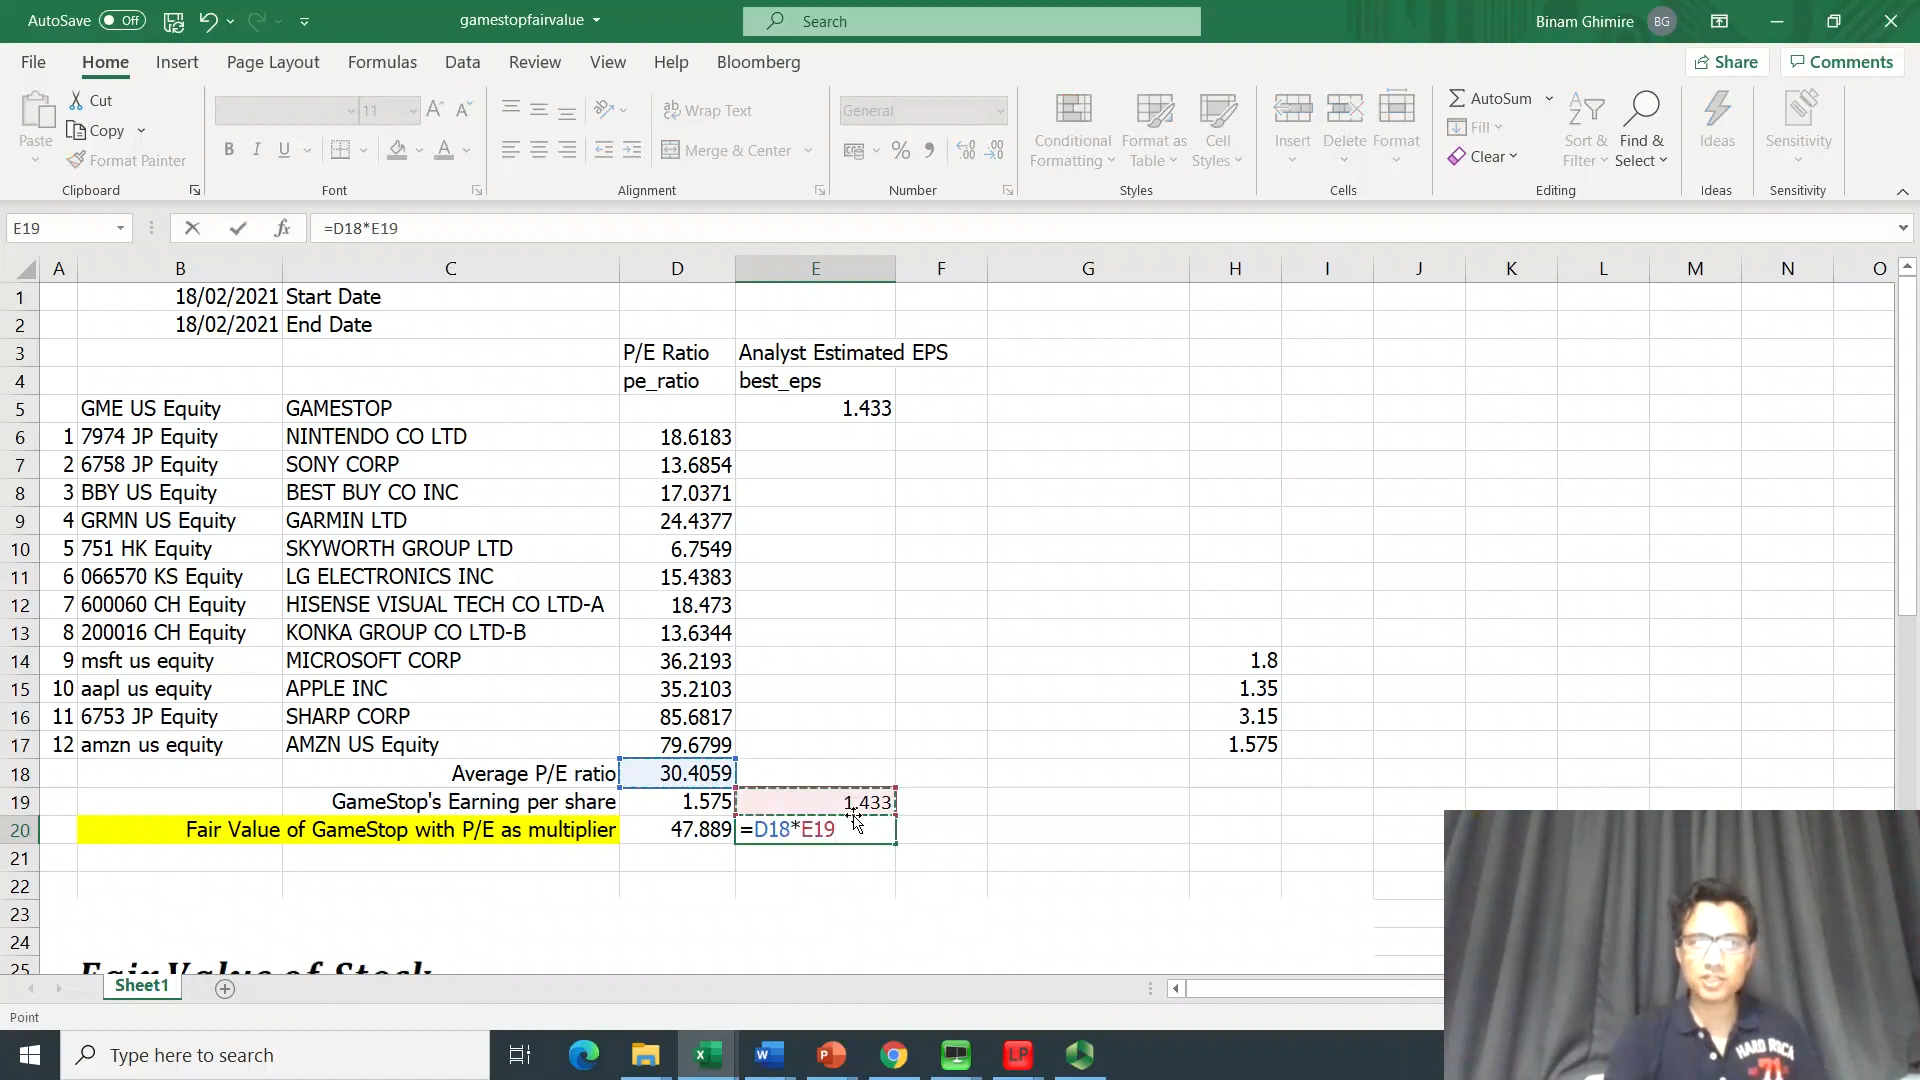 AutoSave Off gamestopfairvalue Search Binam Ghimire BG
File Home Insert Page Layout Formulas Data Review View Help Bloomberg Share Comments
Paste Cut Copy Format Painter Clipboard
11 B I U Font
Wrap Text Merge & Center Alignment
General % Number
Conditional Formatting Format as Table Cell Styles Styles
Insert Delete Format Cells
AutoSum Fill Clear Sort & Filter Find & Select Editing
Ideas Ideas
Sensitivity Sensitivity
E19 fx =D18*E19
A B C D E F G H I J K L M N O
1 18/02/2021 Start Date
2 18/02/2021 End Date
3 P/E Ratio Analyst Estimated EPS
4 pe_ratio best_eps
5 GME US Equity GAMESTOP 1.433
6 1 7974 JP Equity NINTENDO CO LTD 18.6183
7 2 6758 JP Equity SONY CORP 13.6854
8 3 BBY US Equity BEST BUY CO INC 17.0371
9 4 GRMN US Equity GARMIN LTD 24.4377
10 5 751 HK Equity SKYWORTH GROUP LTD 6.7549
11 6 066570 KS Equity LG ELECTRONICS INC 15.4383
12 7 600060 CH Equity HISENSE VISUAL TECH CO LTD-A 18.473
13 8 200016 CH Equity KONKA GROUP CO LTD-B 13.6344
14 9 msft us equity MICROSOFT CORP 36.2193 1.8
15 10 aapl us equity APPLE INC 35.2103 1.35
16 11 6753 JP Equity SHARP CORP 85.6817 3.15
17 12 amzn us equity AMZN US Equity 79.6799 1.575
18 Average P/E ratio 30.4059
19 GameStop's Earning per share 1.575 1.433
20 Fair Value of GameStop with P/E as multiplier 47.889 =D18*E19
21
22
23
24
25 Fair Value of Stock
Sheet1
Point
Type here to search
HARD ROCK